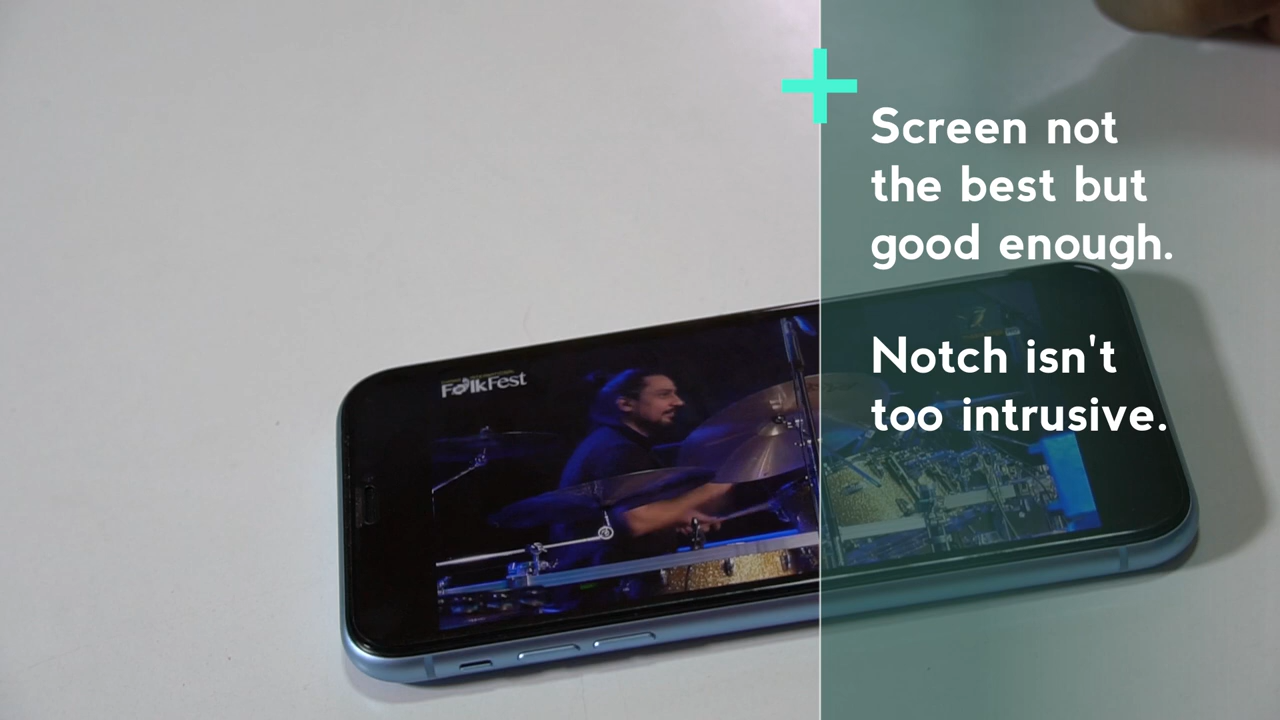 Screen not
the best but
good enough.
Notch isn't
too intrusive.
FolkFest